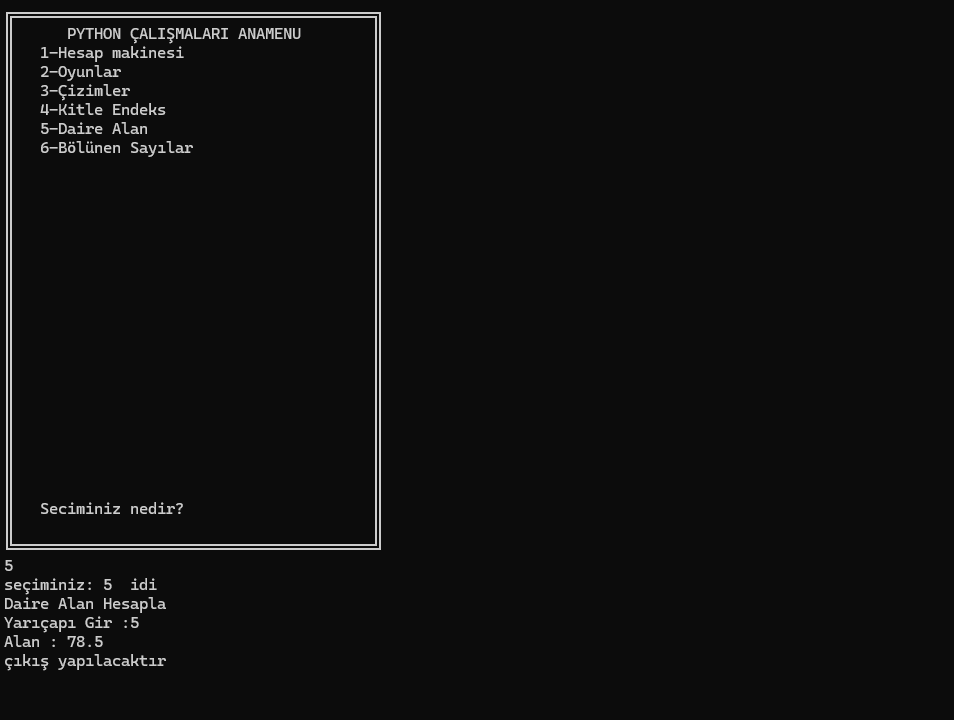 PYTHON ÇALIŞMALARI ANAMENU
1-Hesap makinesi
2-Oyunlar
3-Çizimler
4-Kitle Endeks
5-Daire Alan
6-Bölünen Sayılar
Seciminiz nedir?
5
seçiminiz: 5  idi
Daire Alan Hesapla
Yarıçapı Gir :5
Alan : 78.5
çıkış yapılacaktır